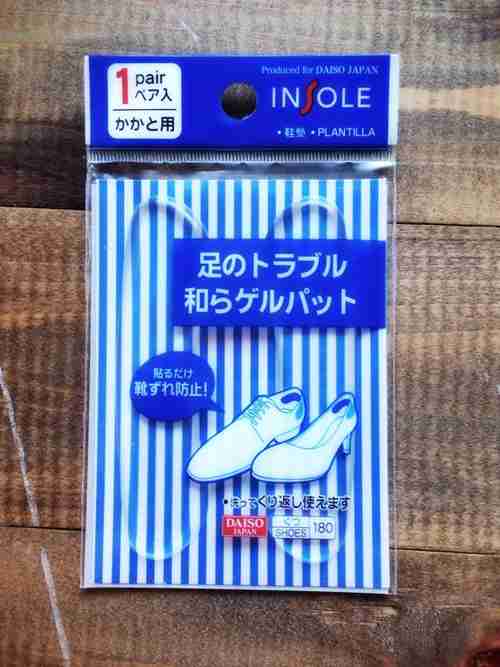 1 pair
ペア入
かかと用
Produced for DAISO JAPAN
INSOLE
・鞋墊 ・PLANTILLA
足のトラブル
和らゲルパット
貼るだけ
靴ずれ防止!
・洗ってくり返し使えます
DAISO
JAPAN
くつ
SHOES
180